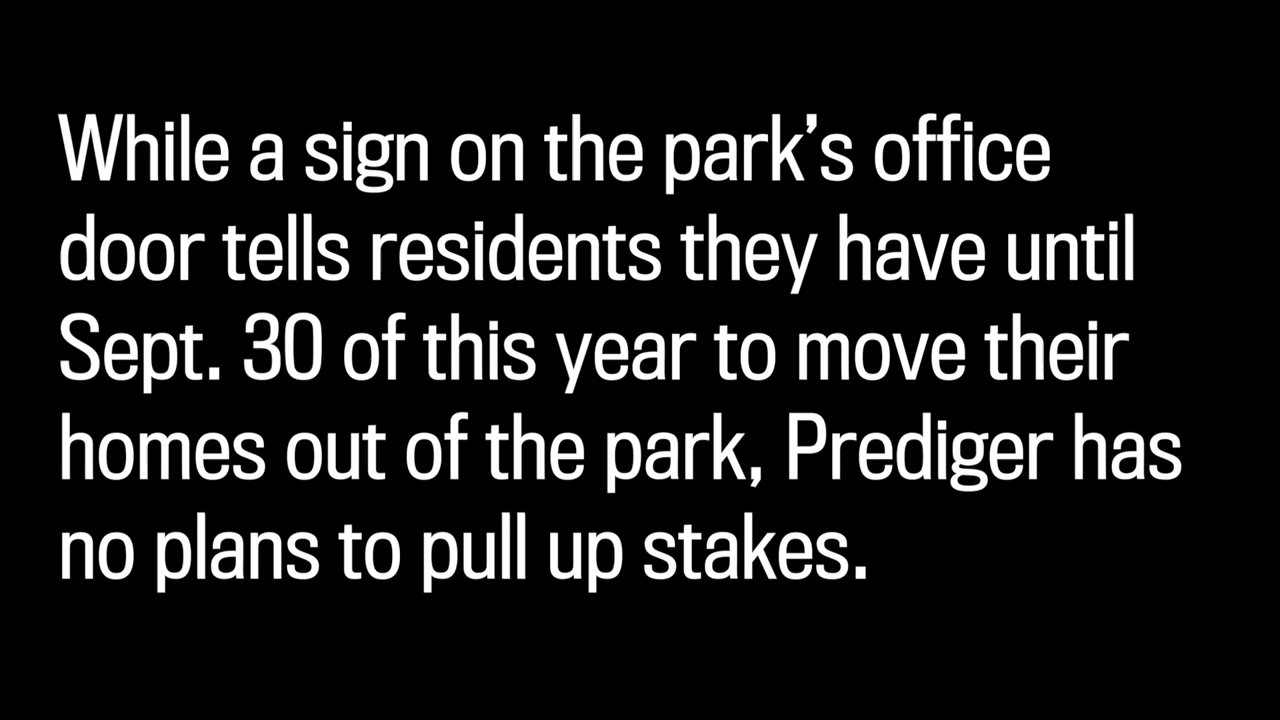 While a sign on the park’s office
door tells residents they have until
Sept. 30 of this year to move their
homes out of the park, Prediger has
no plans to pull up stakes.